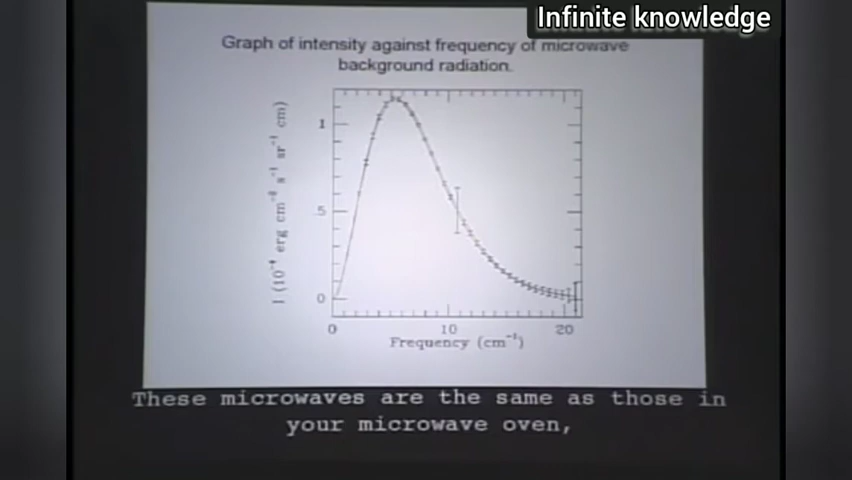 Infinite knowledge
Graph of intensity against frequency of microwave
background radiation.
I (10⁻⁴ erg cm⁻² s⁻¹ sr⁻¹ cm)
1
.5
0
0 10 20
Frequency (cm⁻¹)
These microwaves are the same as those in
your microwave oven,